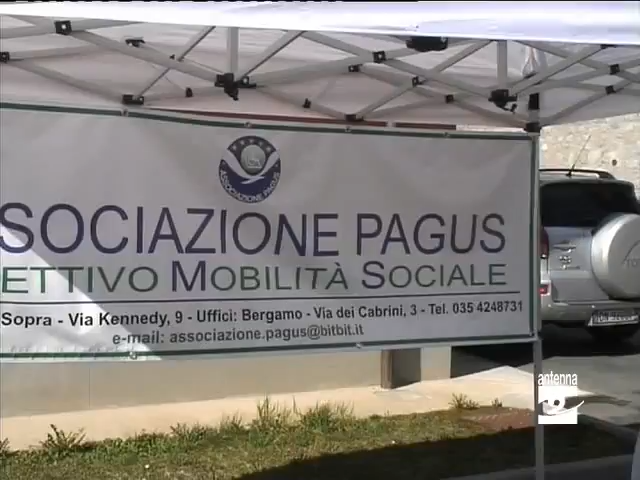 ASSOCIAZIONE PAGUS
SOCIAZIONE PAGUS
ETTIVO MOBILITÀ SOCIALE
Sopra - Via Kennedy, 9 - Uffici: Bergamo - Via dei Cabrini, 3 - Tel. 035 4248731
e-mail: associazione.pagus@bitbit.it
antenna